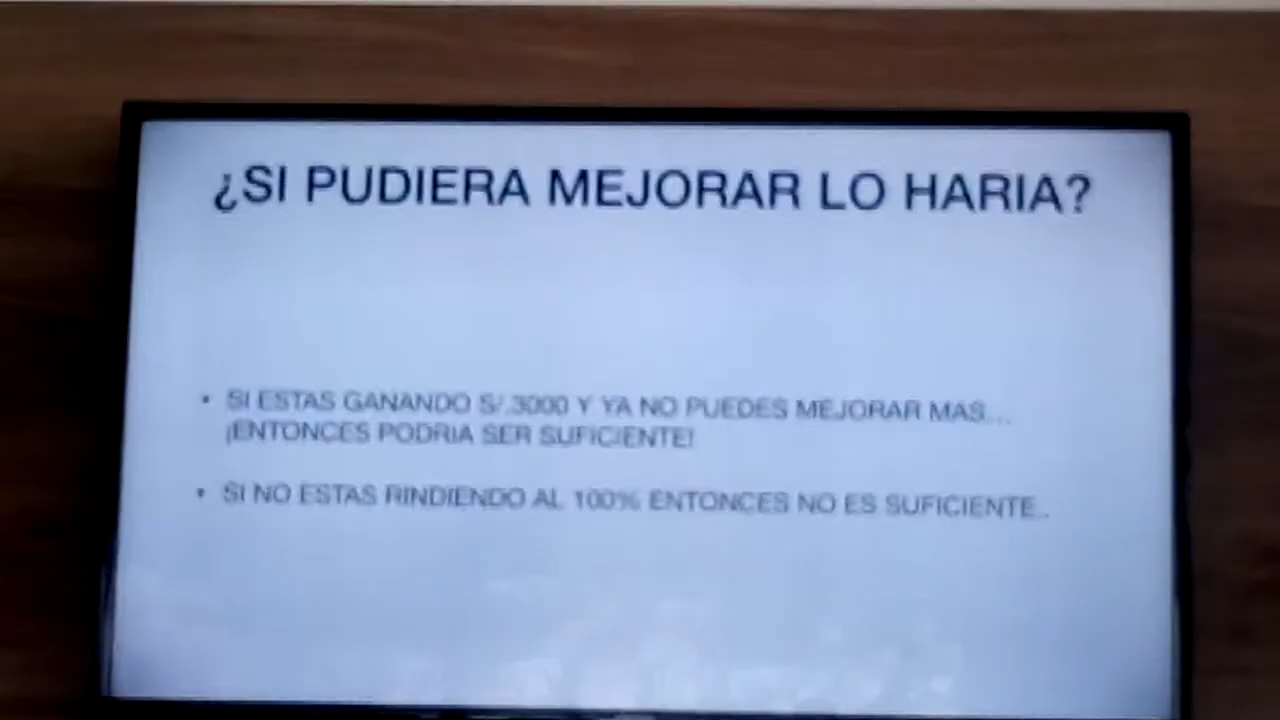 ¿SI PUDIERA MEJORAR LO HARIA?
• SI ESTAS GANANDO S/.3000 Y YA NO PUEDES MEJORAR MAS...
¡ENTONCES PODRIA SER SUFICIENTE!
• SI NO ESTAS RINDIENDO AL 100% ENTONCES NO ES SUFICIENTE..